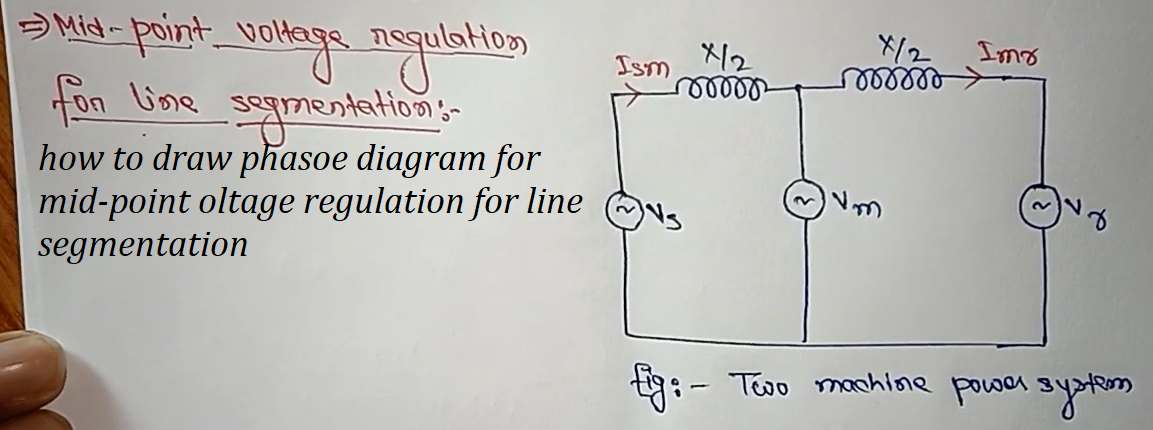 ⇒ Mid-point voltage regulation
for line segmentation:-
how to draw phasoe diagram for
mid-point oltage regulation for line
segmentation
Ism
X/2
X/2
Imr
~ Vs
~ Vm
~ Vr
fig:- Two machine power system